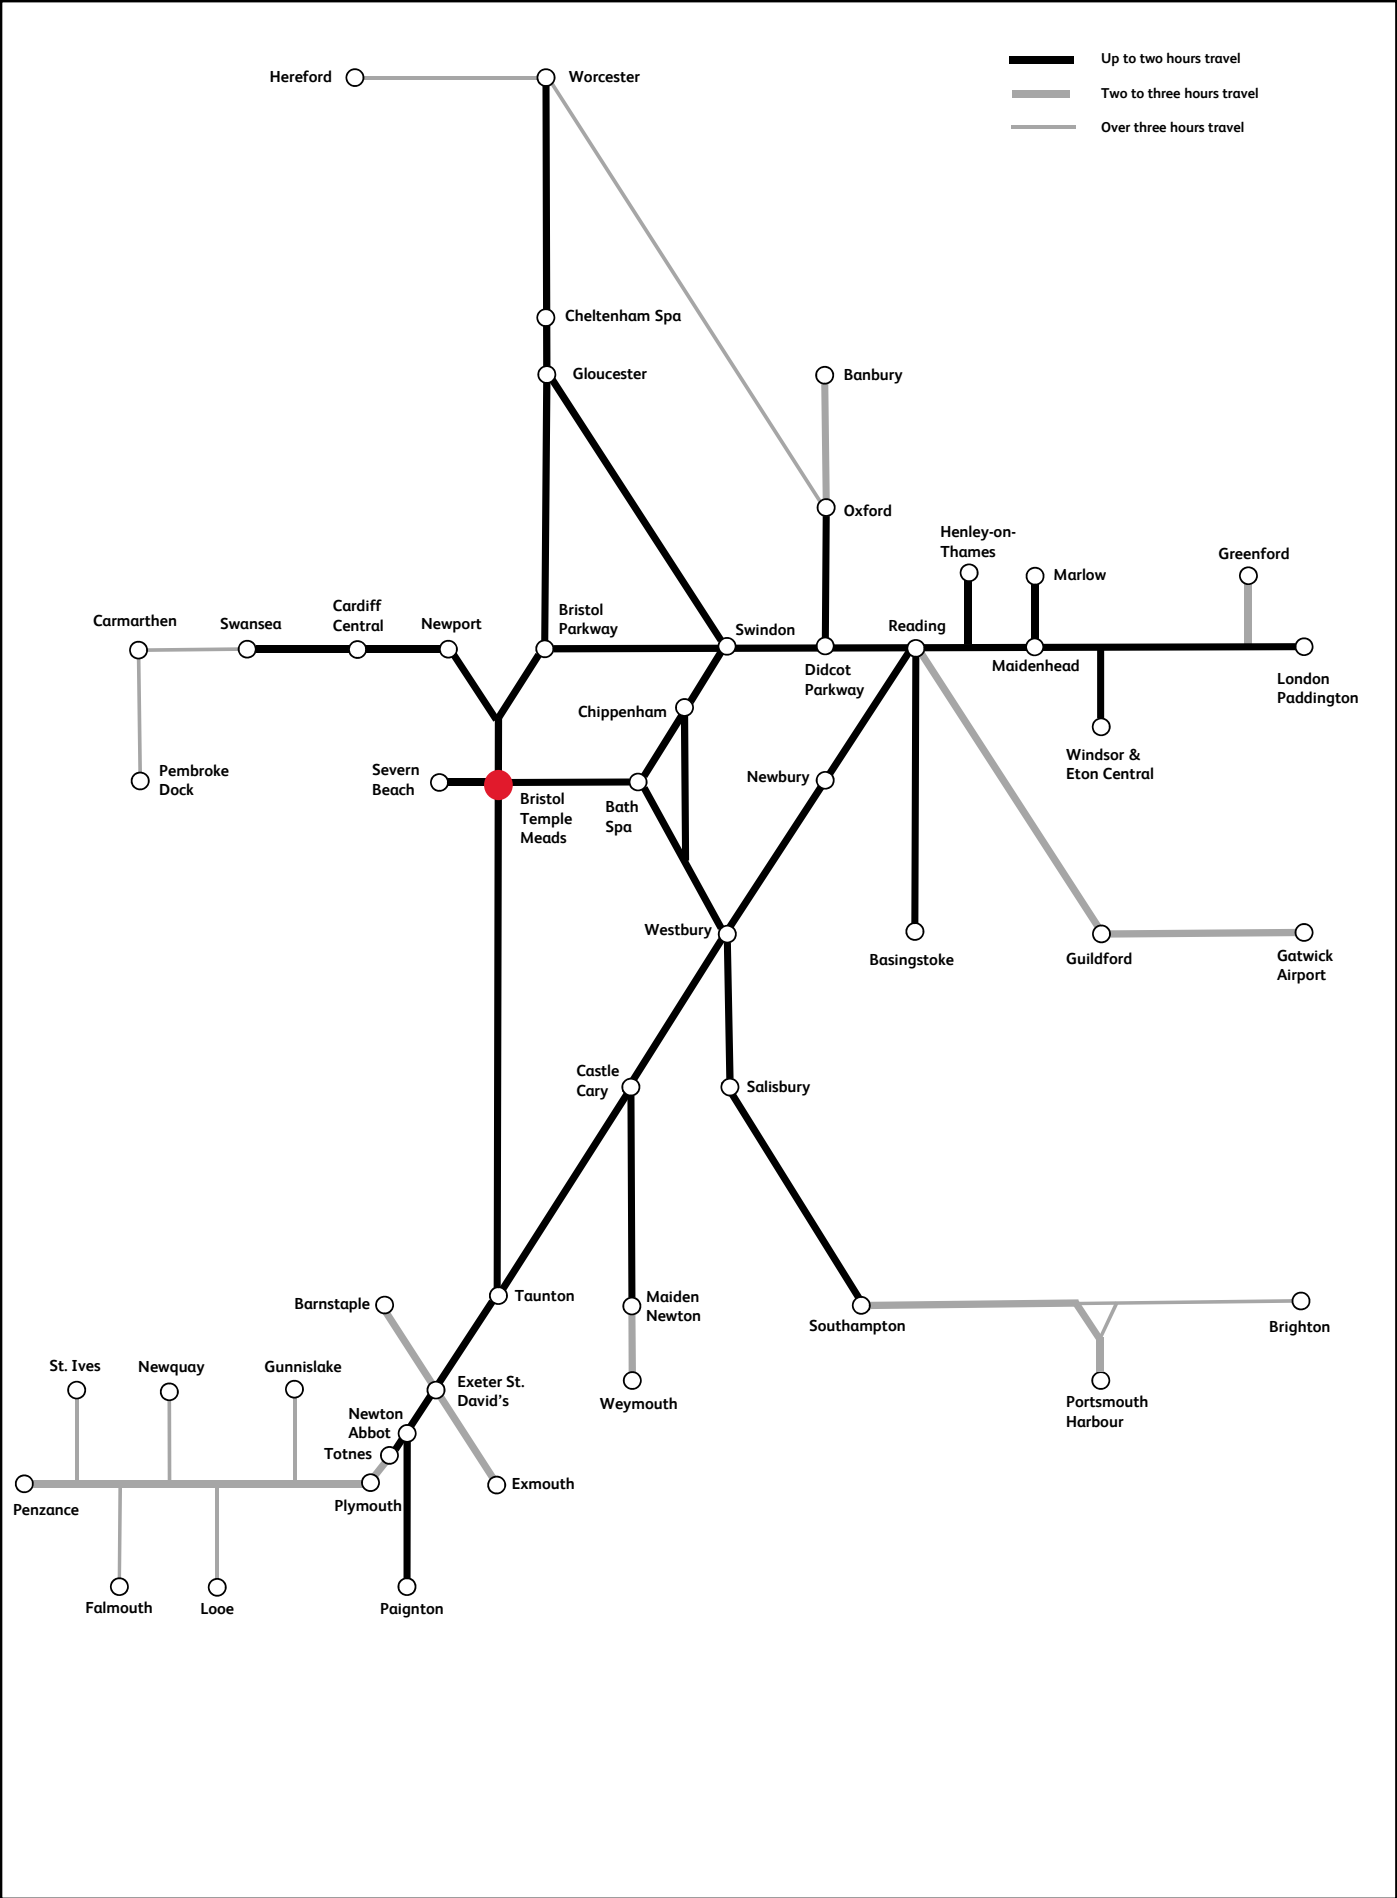 Up to two hours travel
Two to three hours travel
Over three hours travel
Hereford
Worcester
Cheltenham Spa
Gloucester
Banbury
Oxford
Henley-on-
Thames
Marlow
Greenford
Carmarthen
Swansea
Cardiff
Central
Newport
Bristol
Parkway
Swindon
Reading
Didcot
Parkway
Maidenhead
London
Paddington
Chippenham
Windsor &
Eton Central
Pembroke
Dock
Severn
Beach
Bristol
Temple
Meads
Bath
Spa
Newbury
Westbury
Basingstoke
Guildford
Gatwick
Airport
Castle
Cary
Salisbury
Barnstaple
Taunton
Maiden
Newton
Southampton
Brighton
St. Ives
Newquay
Gunnislake
Exeter St.
David's
Weymouth
Portsmouth
Harbour
Newton
Abbot
Totnes
Exmouth
Penzance
Plymouth
Falmouth
Looe
Paignton